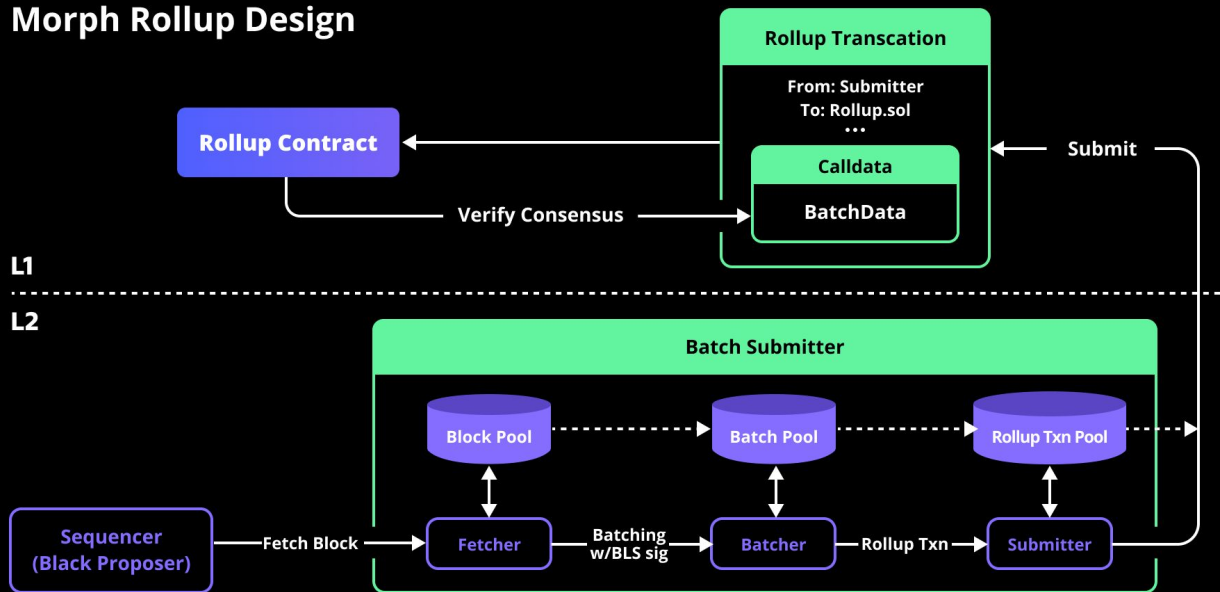 Morph Rollup Design
Rollup Transcation
From: Submitter
To: Rollup.sol
...
Rollup Contract
Submit
Calldata
BatchData
Verify Consensus
L1
L2
Batch Submitter
Block Pool
Batch Pool
Rollup Txn Pool
Sequencer
(Black Proposer)
Fetch Block
Fetcher
Batching
w/BLS sig
Batcher
Rollup Txn
Submitter